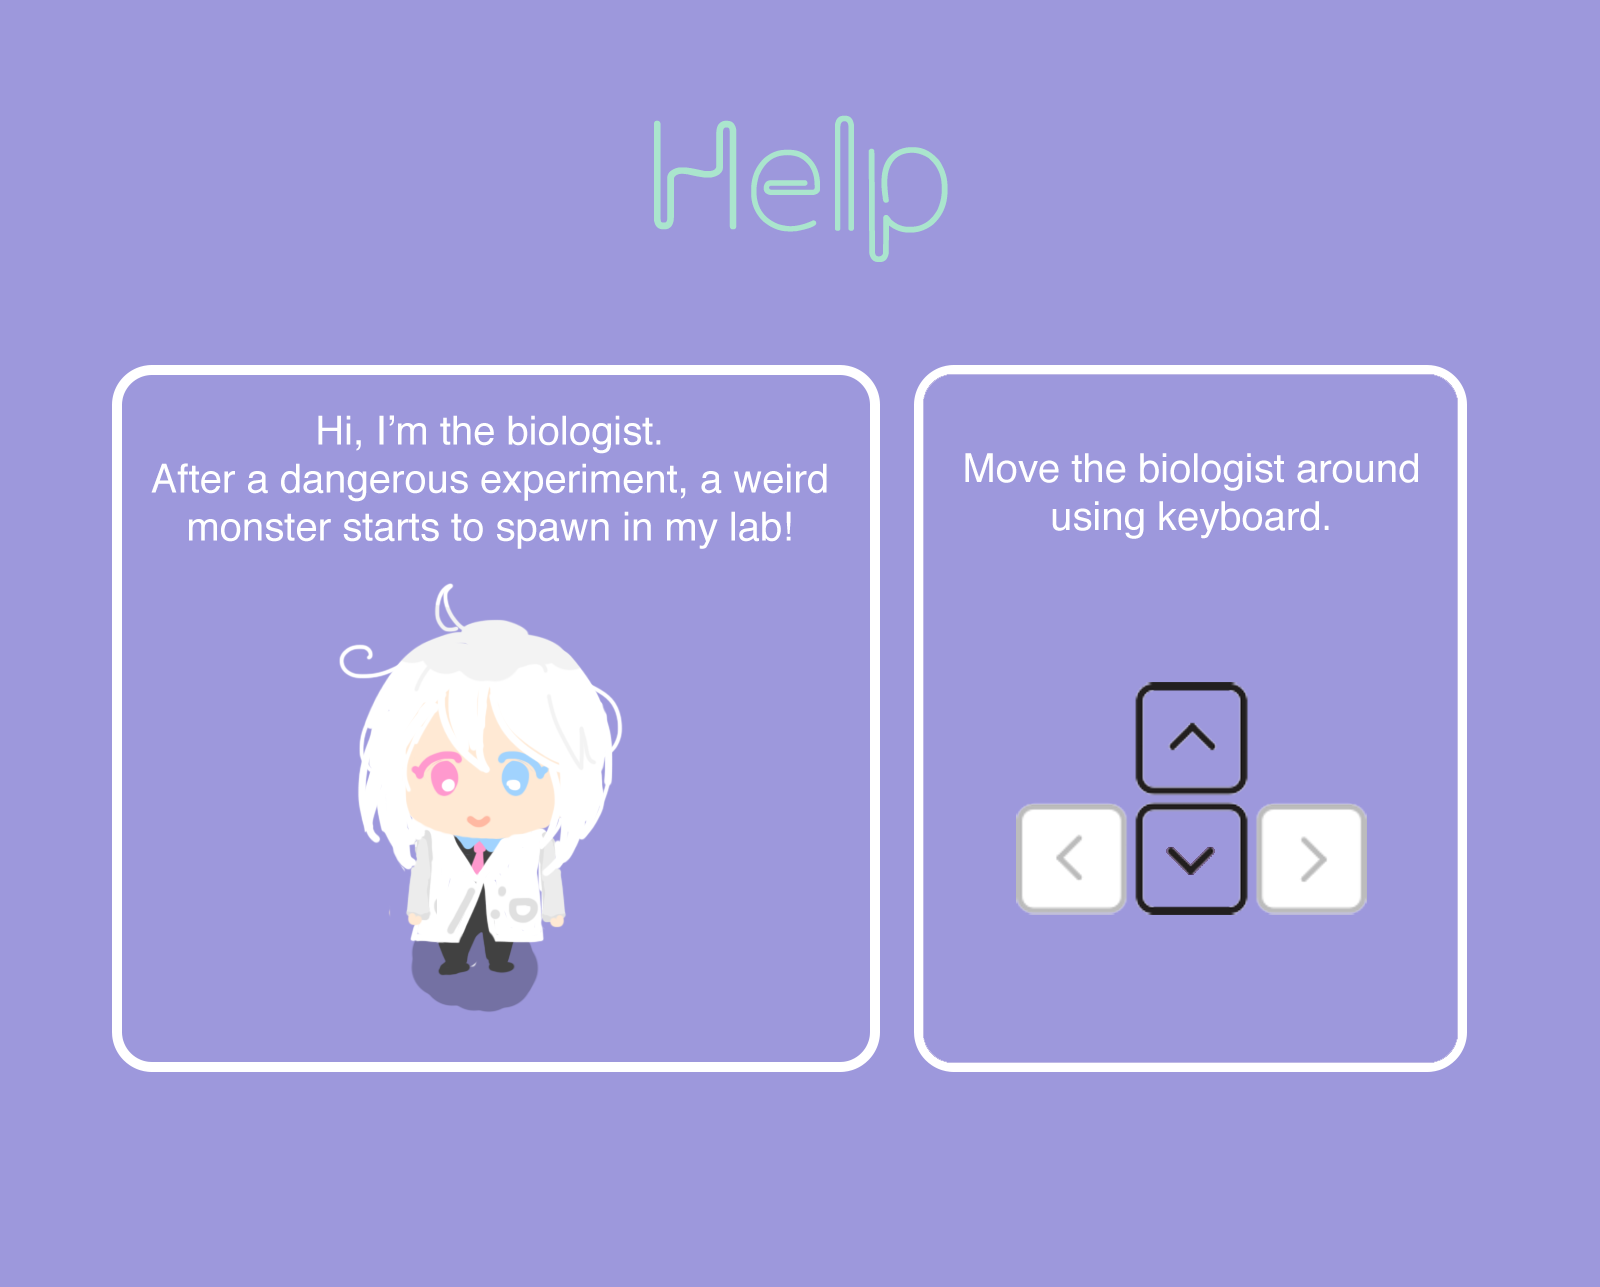 Help
Hi, I’m the biologist.
After a dangerous experiment, a weird
monster starts to spawn in my lab!
Move the biologist around
using keyboard.